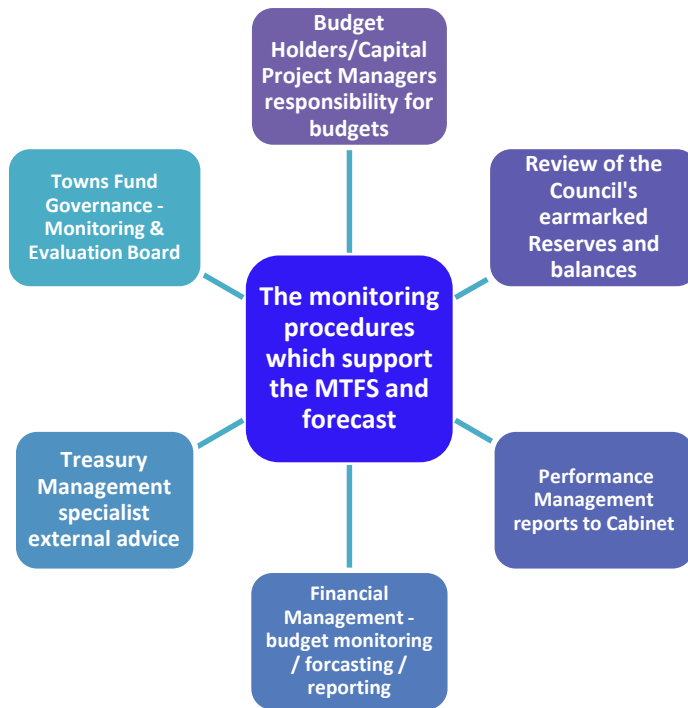 Budget
Holders/Capital
Project Managers
responsibility for
budgets
Review of the
Council's
earmarked
Reserves and
balances
Towns Fund
Governance -
Monitoring &
Evaluation Board
The monitoring
procedures
which support
the MTFS and
forecast
Treasury
Management
specialist
external advice
Performance
Management
reports to Cabinet
Financial
Management -
budget monitoring
/ forcasting /
reporting